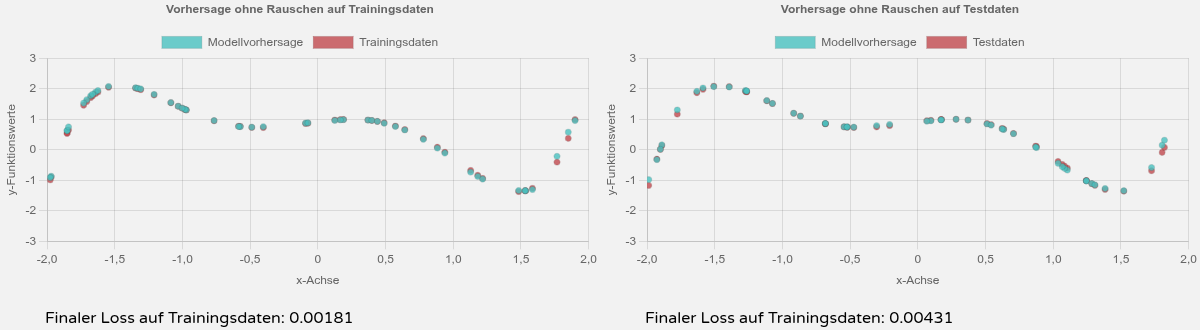 Vorhersage ohne Rauschen auf Trainingsdaten
Modellvorhersage Trainingsdaten
3
2
1
0
-1
-2
-3
y-Funktionswerte
-2,0 -1,5 -1,0 -0,5 0 0,5 1,0 1,5 2,0
x-Achse
Finaler Loss auf Trainingsdaten: 0.00181
Vorhersage ohne Rauschen auf Testdaten
Modellvorhersage Testdaten
3
2
1
0
-1
-2
-3
y-Funktionswerte
-2,0 -1,5 -1,0 -0,5 0 0,5 1,0 1,5 2,0
x-Achse
Finaler Loss auf Trainingsdaten: 0.00431